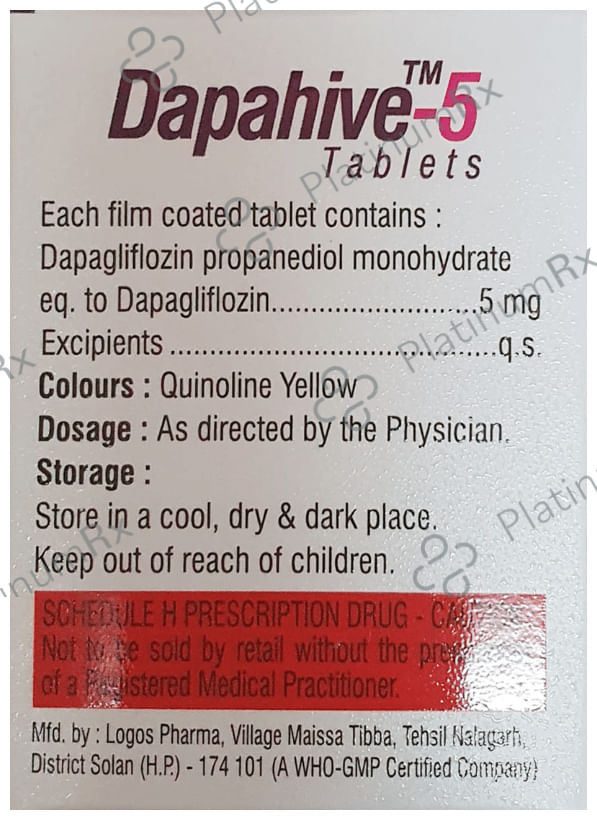 Dapahive™-5
Tablets
Each film coated tablet contains :
Dapagliflozin propanediol monohydrate
eq. to Dapagliflozin..........................5 mg
Excipients .........................................q.s.
Colours : Quinoline Yellow
Dosage : As directed by the Physician.
Storage :
Store in a cool, dry & dark place.
Keep out of reach of children.
SCHEDULE H PRESCRIPTION DRUG -
Not to be sold by retail without the
of a Registered Medical Practitioner.
Mfd. by : Logos Pharma, Village Maissa Tibba, Tehsil Nalagarh,
District Solan (H.P.) - 174 101 (A WHO-GMP Certified Company)
PlatinumRx
PlatinumRx
PlatinumRx